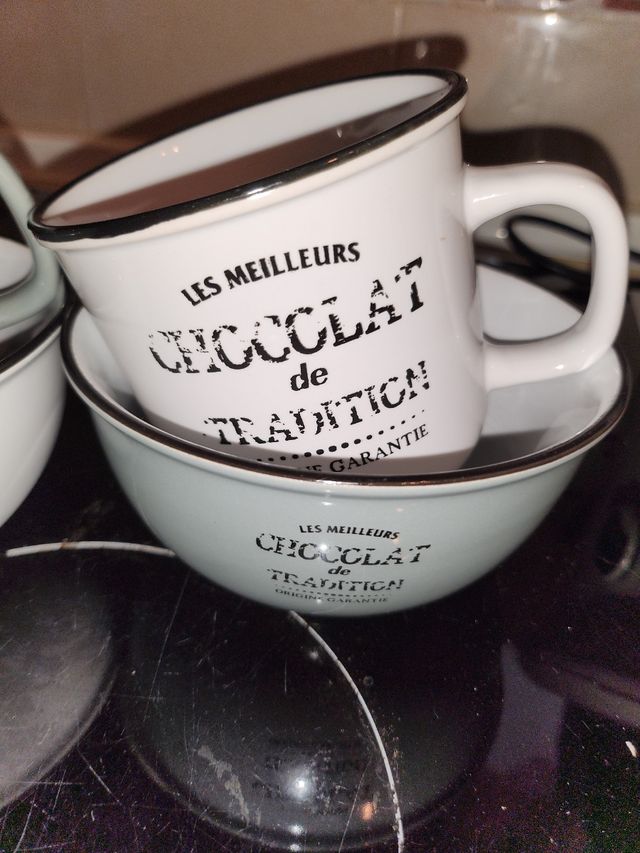 LES MEILLEURS
CHOCOLAT
de
TRADITION
GARANTIE
LES MEILLEURS
CHOCOLAT
de
TRADITION
ORIGINE GARANTIE